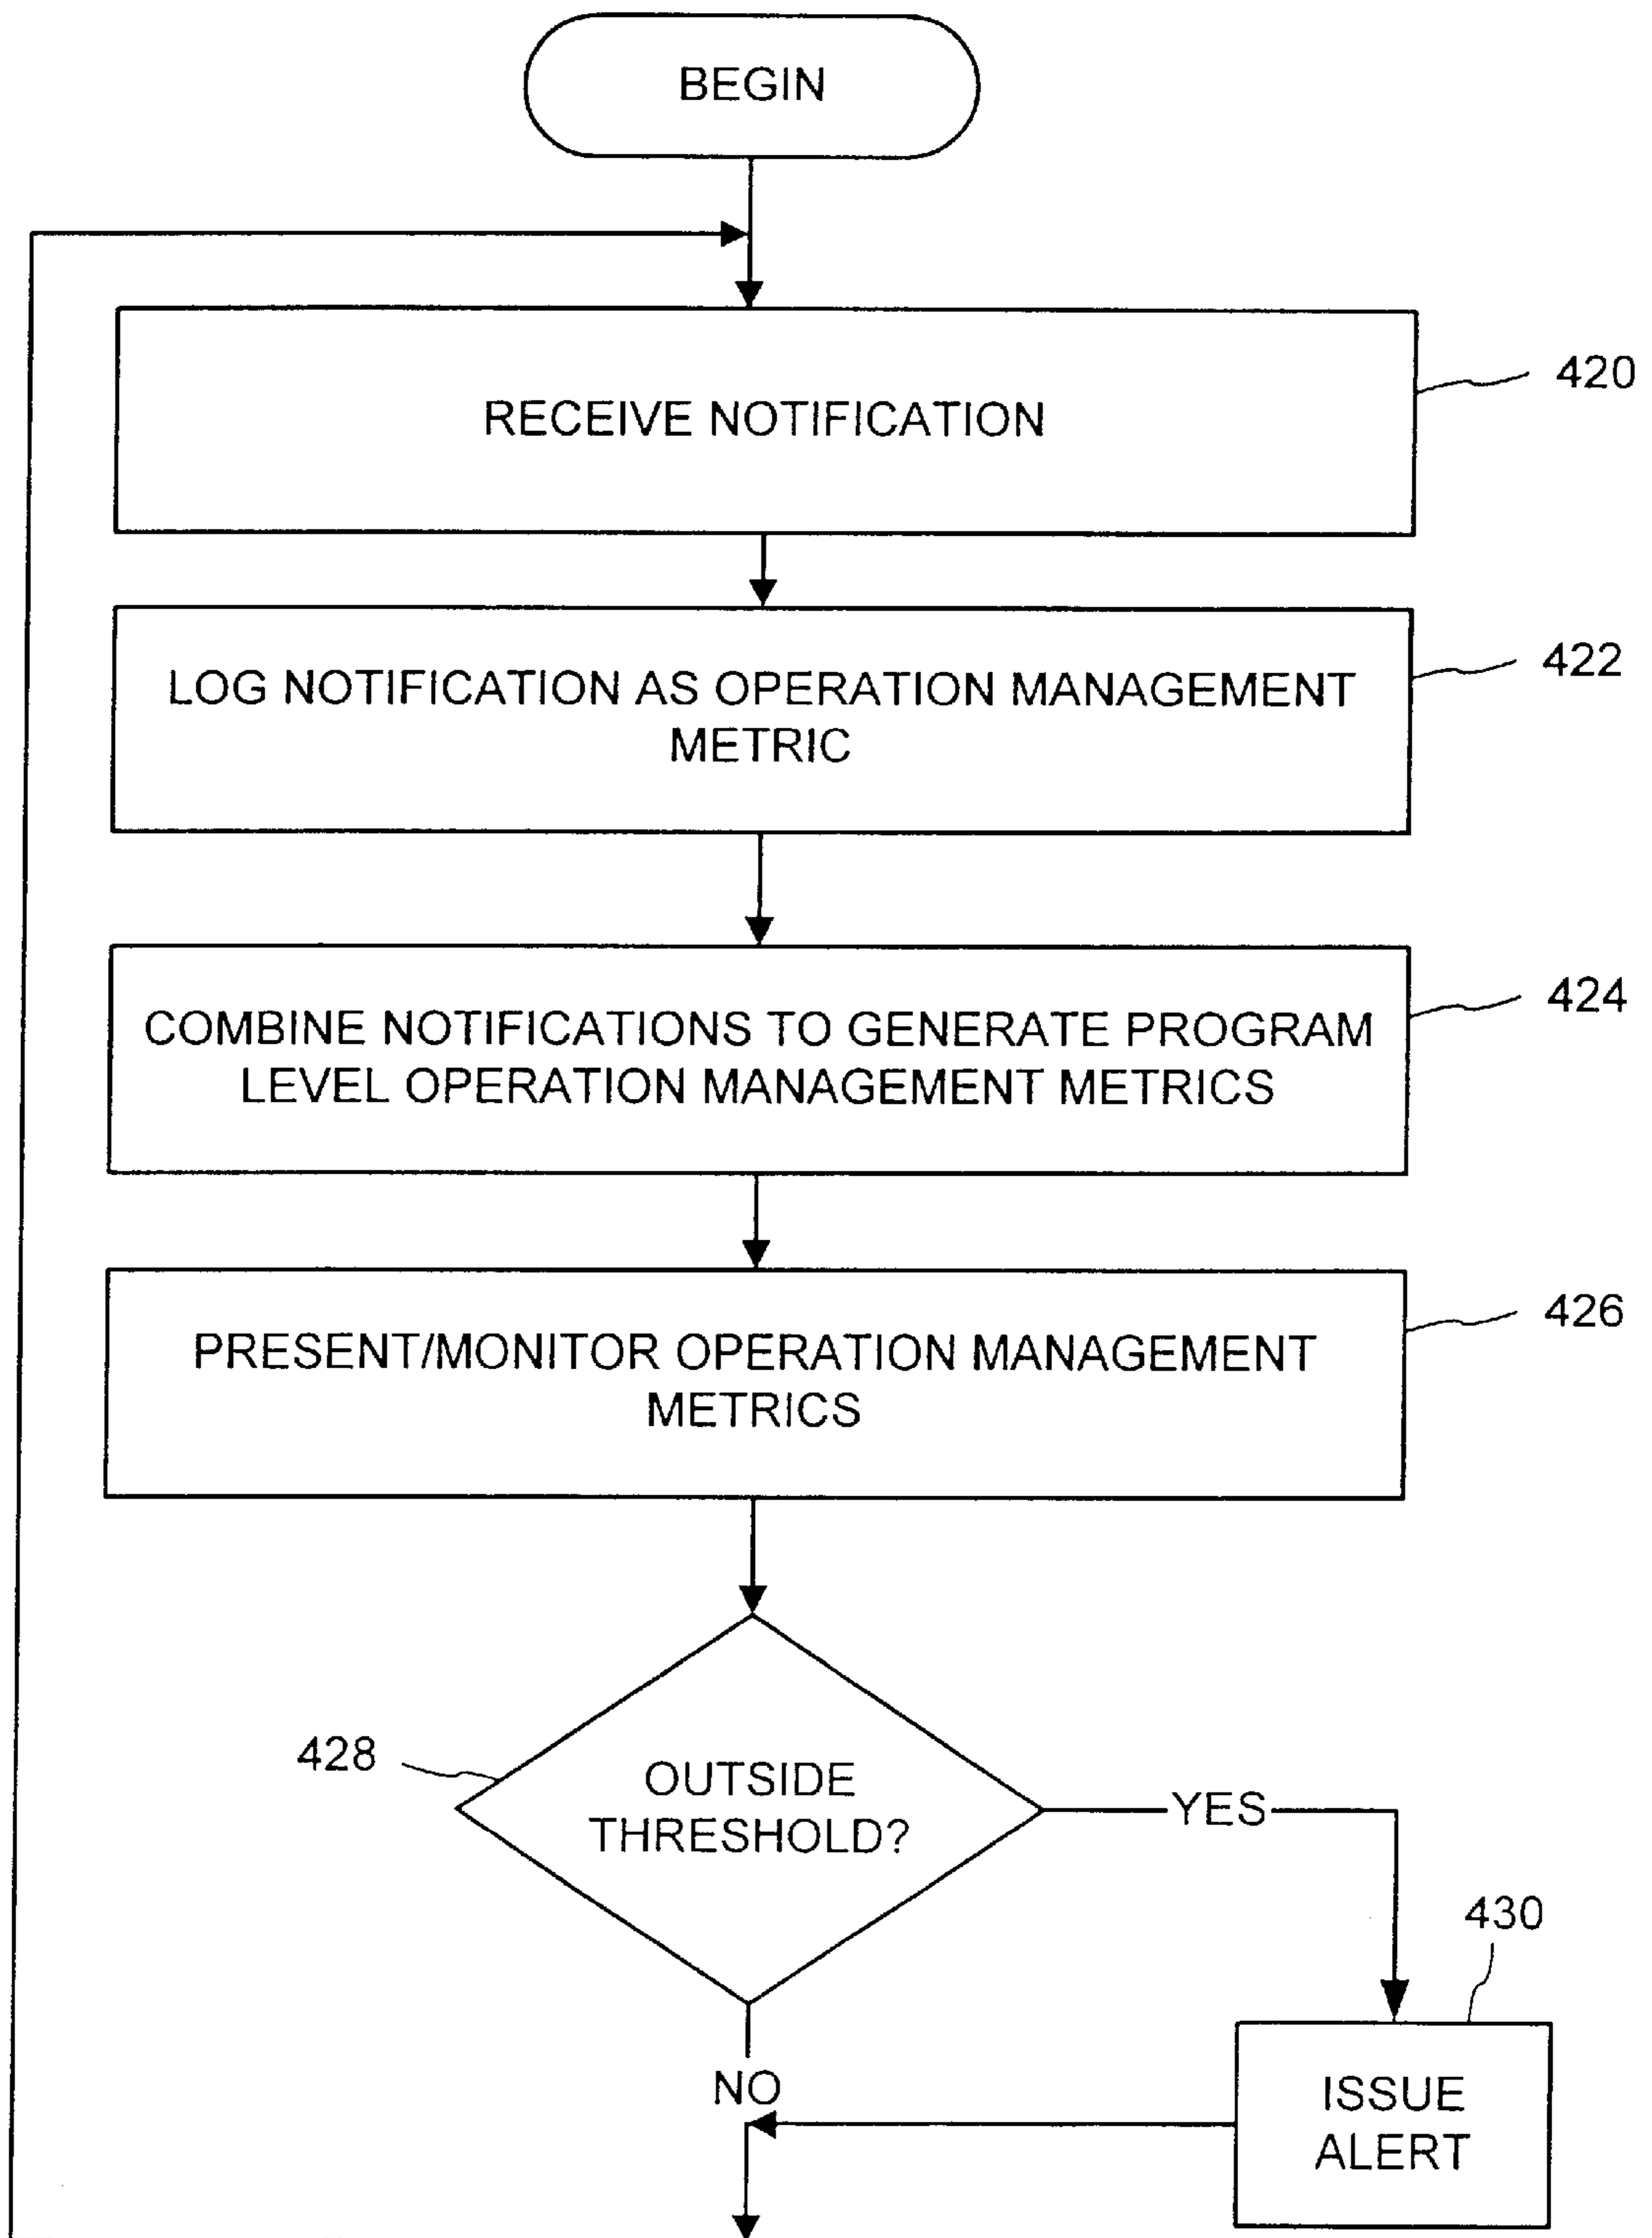 BEGIN
RECEIVE NOTIFICATION
420
LOG NOTIFICATION AS OPERATION MANAGEMENT
METRIC
422
COMBINE NOTIFICATIONS TO GENERATE PROGRAM
LEVEL OPERATION MANAGEMENT METRICS
424
PRESENT/MONITOR OPERATION MANAGEMENT
METRICS
426
428
OUTSIDE
THRESHOLD?
YES
430
NO
ISSUE
ALERT